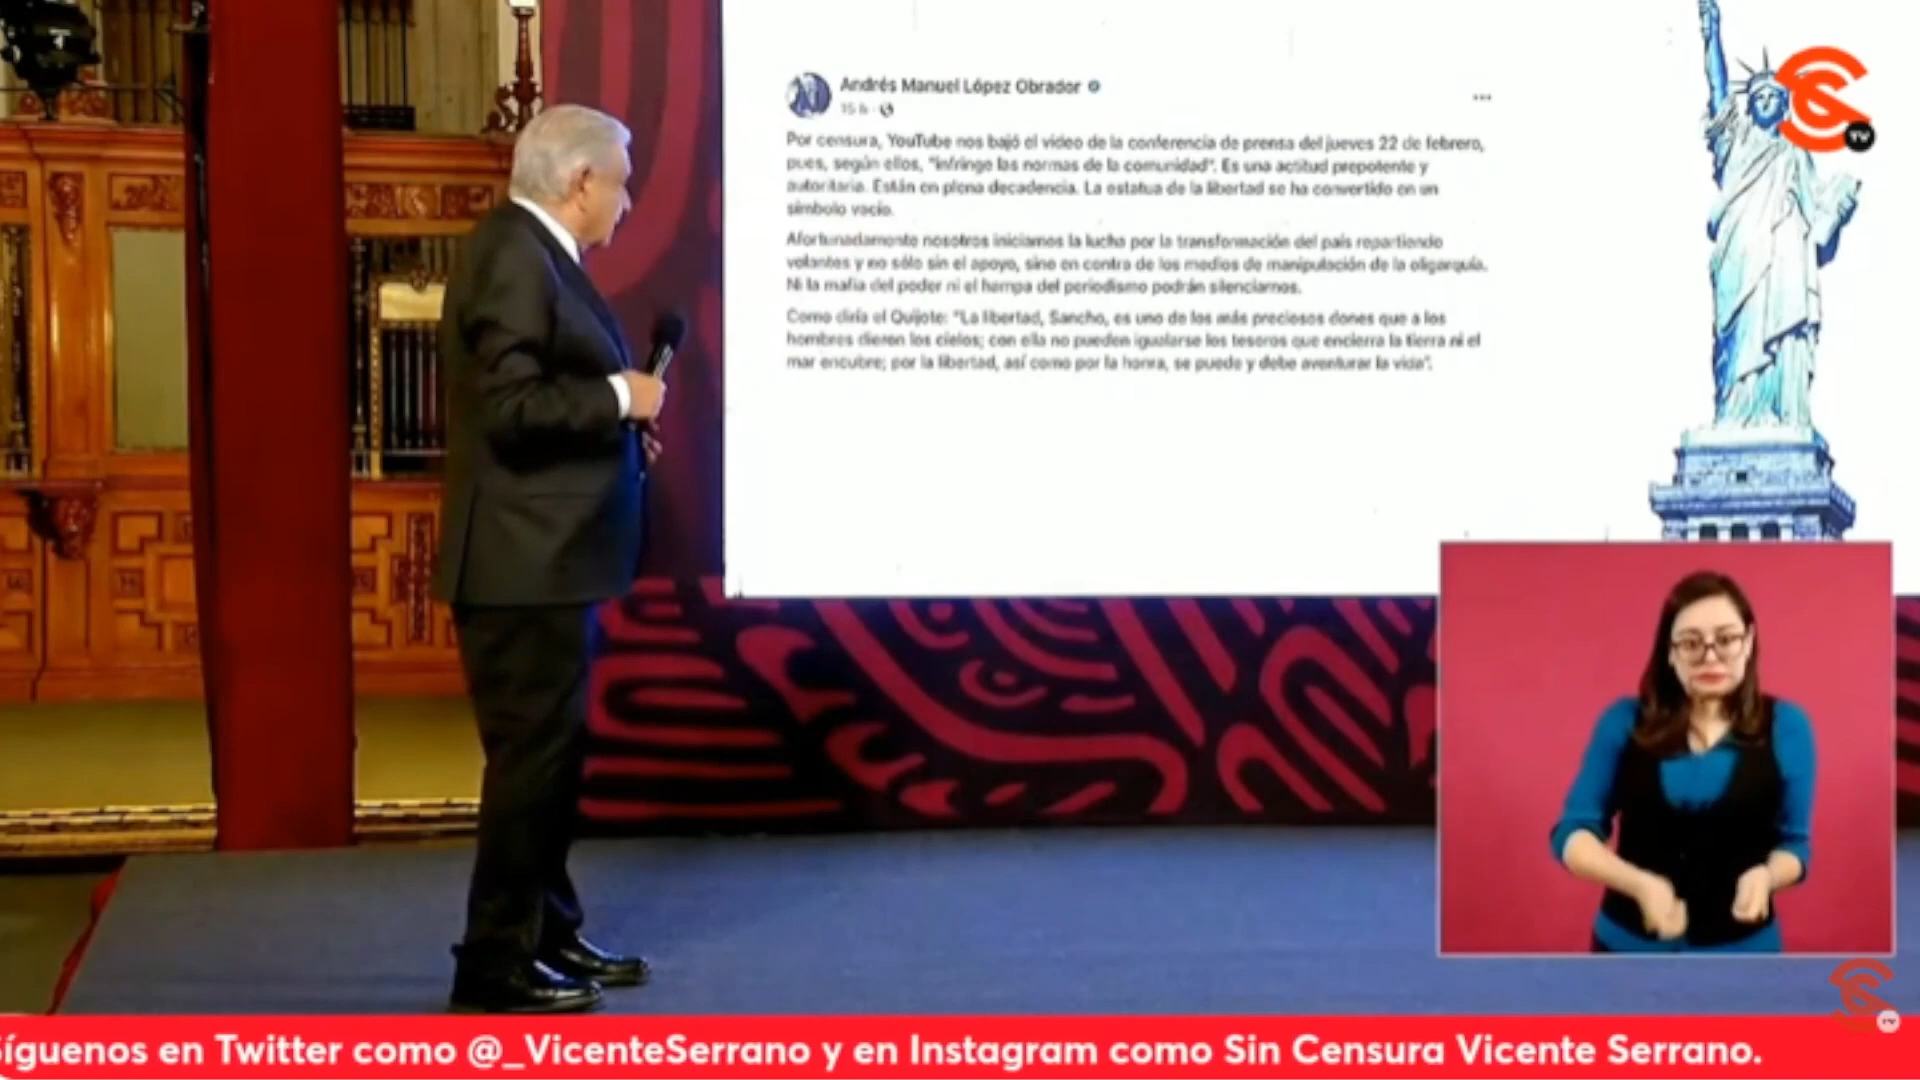 Andrés Manuel López Obrador
15 h
Por censura, YouTube nos bajó el video de la conferencia de prensa del jueves 22 de febrero,
pues, según ellos, "infringe las normas de la comunidad". Es una actitud prepotente y
autoritaria. Están en plena decadencia. La estatua de la libertad se ha convertido en un
símbolo vacío.
Afortunadamente nosotros iniciamos la lucha por la transformación del país repartiendo
volantes y no sólo sin el apoyo, sino en contra de los medios de manipulación de la oligarquía.
Ni la mafia del poder ni el hampa del periodismo podrán silenciarnos.
Como diría el Quijote: "La libertad, Sancho, es uno de los más preciosos dones que a los
hombres dieron los cielos; con ella no pueden igualarse los tesoros que encierra la tierra ni el
mar encubre; por la libertad, así como por la honra, se puede y debe aventurar la vida".
TV
TV
Síguenos en Twitter como @_VicenteSerrano y en Instagram como Sin Censura Vicente Serrano.